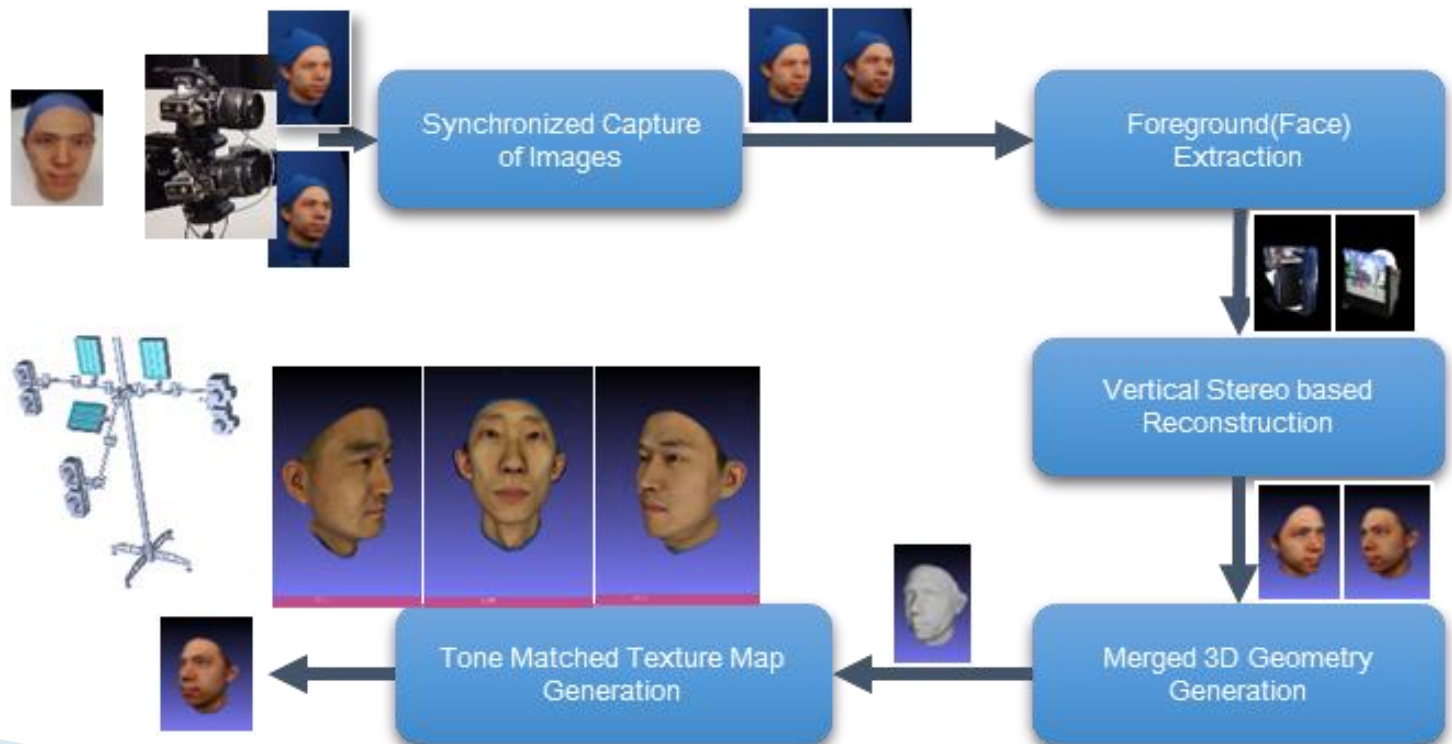 Synchronized Capture
of Images
Foreground(Face)
Extraction
Vertical Stereo based
Reconstruction
Merged 3D Geometry
Generation
Tone Matched Texture Map
Generation